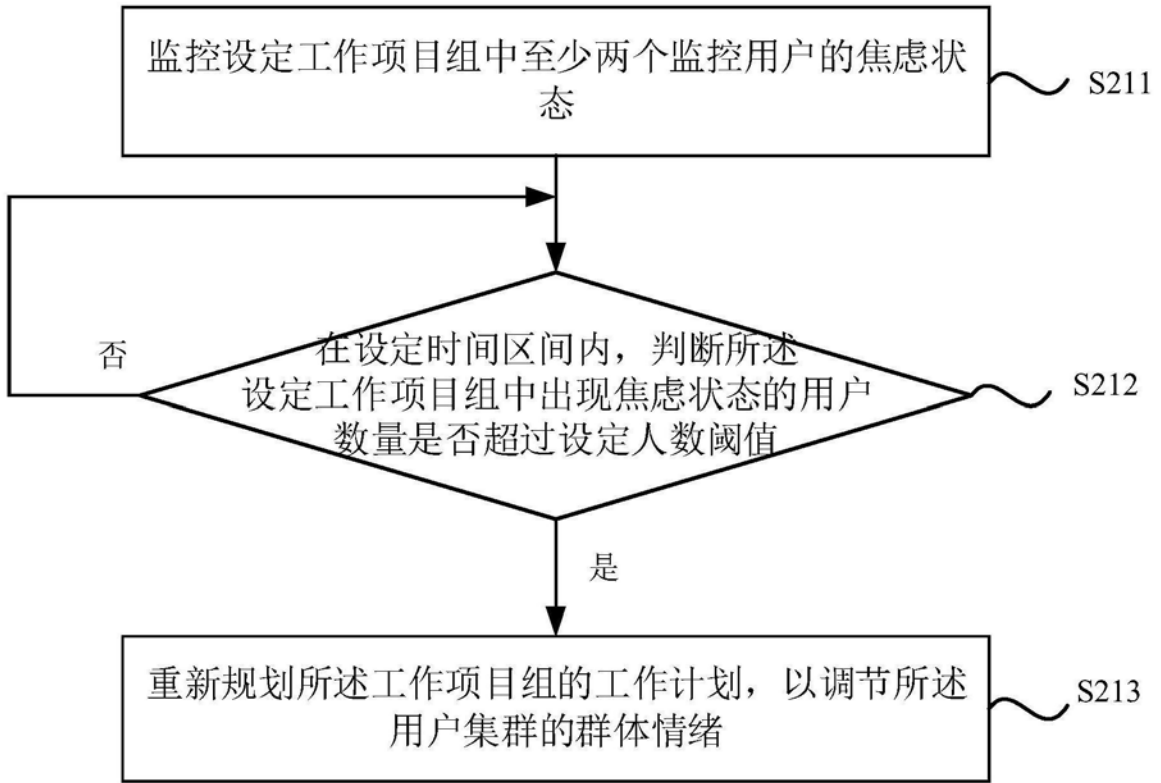 监控设定工作项目组中至少两个监控用户的焦虑状
态
S211
否
在设定时间区间内，判断所述
设定工作项目组中出现焦虑状态的用户
数量是否超过设定人数阈值
S212
是
重新规划所述工作项目组的工作计划，以调节所述
用户集群的群体情绪
S213